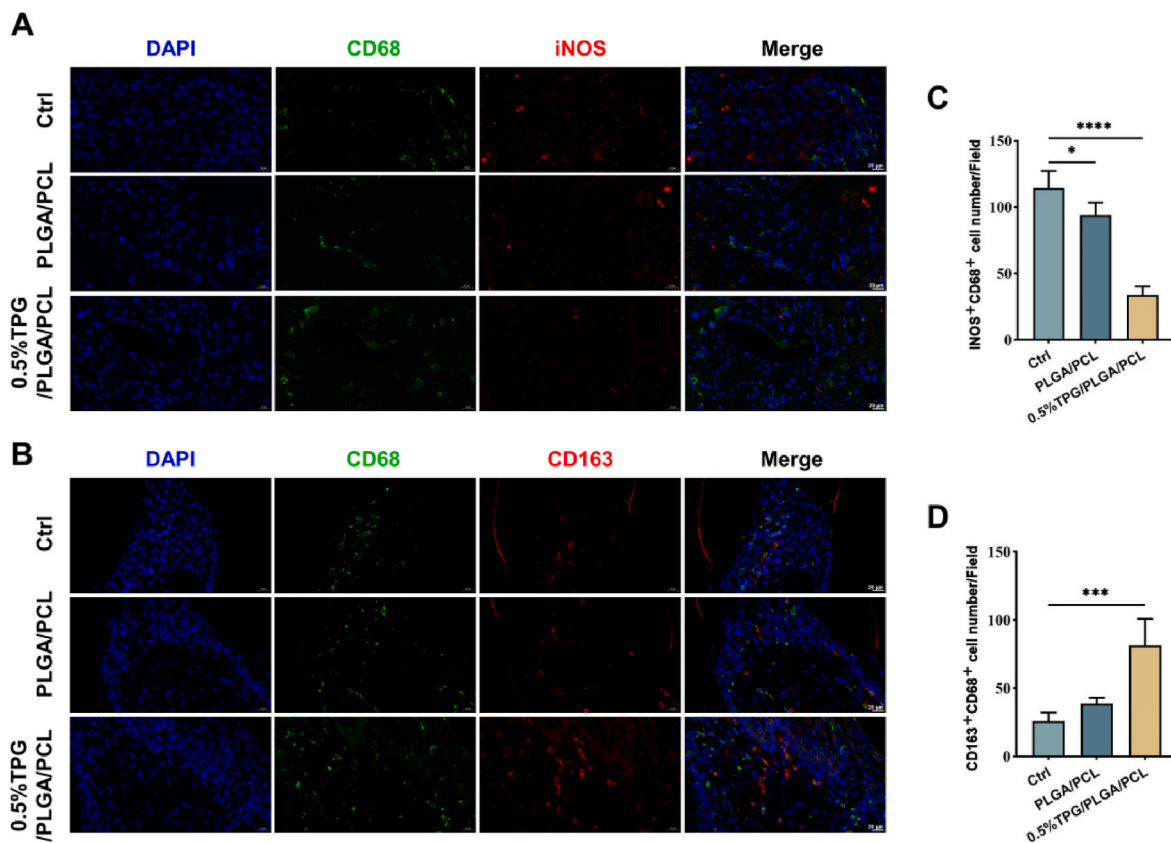 A
DAPI CD68 iNOS Merge
Ctrl
PLGA/PCL
0.5%TPG
/PLGA/PCL
20 μm
20 μm
20 μm
B
DAPI CD68 CD163 Merge
Ctrl
PLGA/PCL
0.5%TPG
/PLGA/PCL
20 μm
20 μm
20 μm
C
INOS⁺CD68⁺ cell number/Field
150
100
50
0
****
*
Ctrl
PLGA/PCL
0.5%TPG/PLGA/PCL
D
CD163⁺CD68⁺ cell number/Field
150
100
50
0
***
Ctrl
PLGA/PCL
0.5%TPG/PLGA/PCL